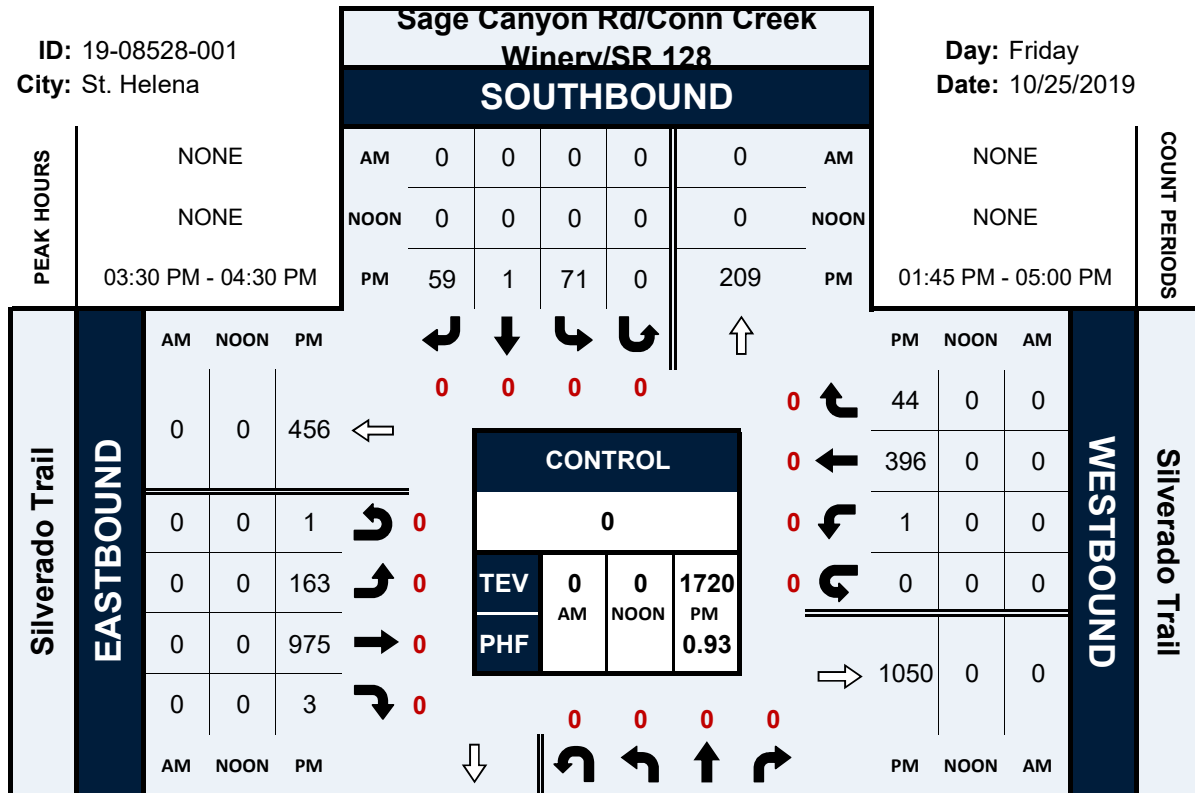 Sage Canyon Rd/Conn Creek
Winery/SR 128
ID: 19-08528-001
City: St. Helena
Day: Friday
Date: 10/25/2019
SOUTHBOUND
PEAK HOURS
NONE
NONE
03:30 PM - 04:30 PM
AM 0 0 0 0 0 AM
NOON 0 0 0 0 0 NOON
PM 59 1 71 0 209 PM
NONE
NONE
01:45 PM - 05:00 PM
COUNT PERIODS
Silverado Trail
EASTBOUND
AM NOON PM
0 0 456
0 0 1 0
0 0 163 0
0 0 975 0
0 0 3 0
AM NOON PM
0 0 0 0
CONTROL
0
TEV 0 0 1720
AM NOON PM
PHF 0.93
0 0 0 0
PM NOON AM
0 44 0 0
0 396 0 0
0 1 0 0
0 0 0 0
1050 0 0
PM NOON AM
WESTBOUND
Silverado Trail